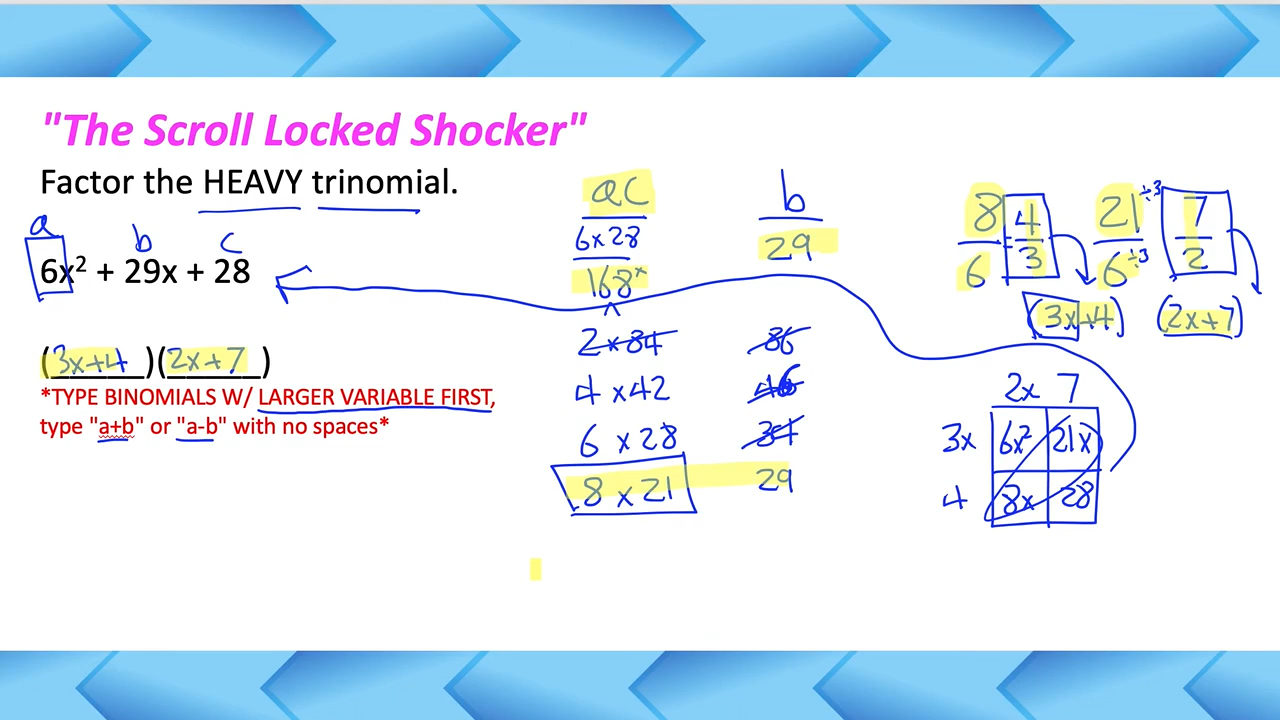 "The Scroll Locked Shocker"
Factor the HEAVY trinomial.
a
b
c
6x² + 29x + 28
(3x+4)(2x+7)
*TYPE BINOMIALS W/ LARGER VARIABLE FIRST,
type "a+b" or "a-b" with no spaces*
ac
6x28
168
2 x 84
4 x 42
6 x 28
8 x 21
b
29
86
46
34
29
8/6 = 4/3
21÷3
6÷3
7/2
(3x+4)
(2x+7)
2x 7
3x 6x² 21x
4 8x 28